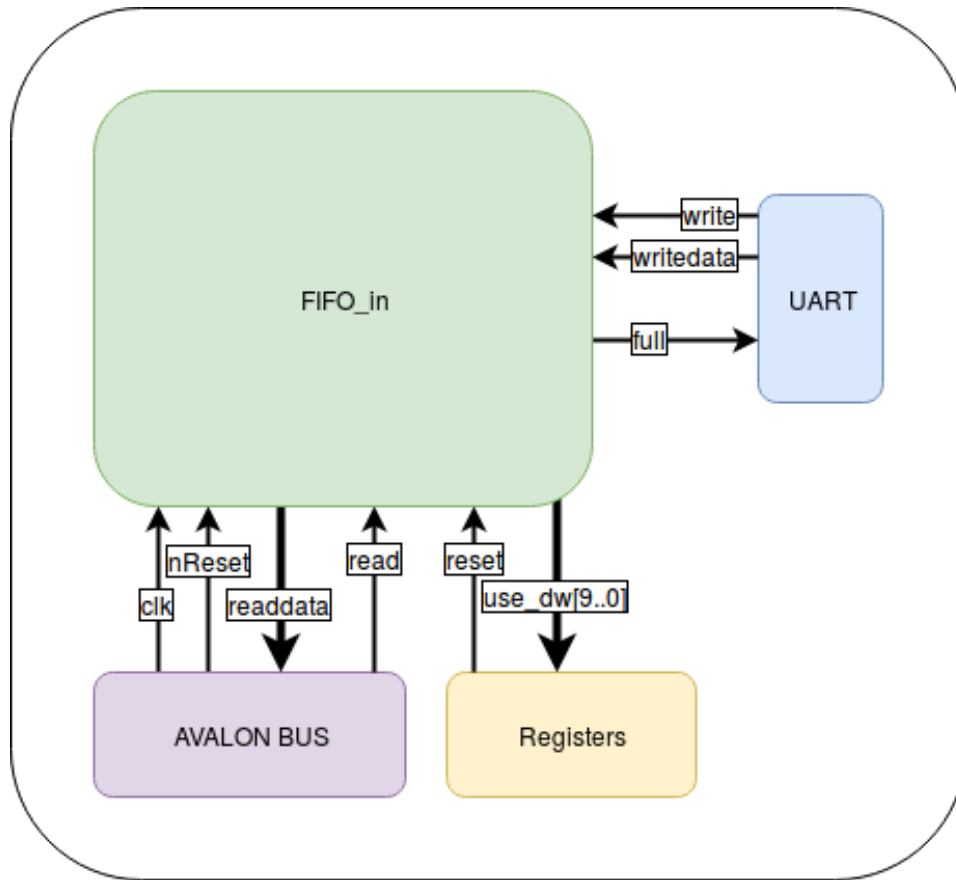 write
writedata
FIFO_in
UART
full
nReset
read
reset
clk
readdata
use_dw[9..0]
AVALON BUS
Registers